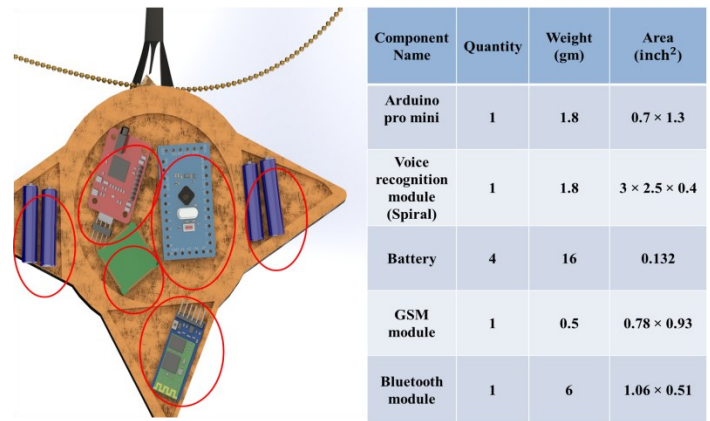 Component Name Quantity Weight (gm) Area (inch²)
Arduino pro mini 1 1.8 0.7 × 1.3
Voice recognition module (Spiral) 1 1.8 3 × 2.5 × 0.4
Battery 4 16 0.132
GSM module 1 0.5 0.78 × 0.93
Bluetooth module 1 6 1.06 × 0.51